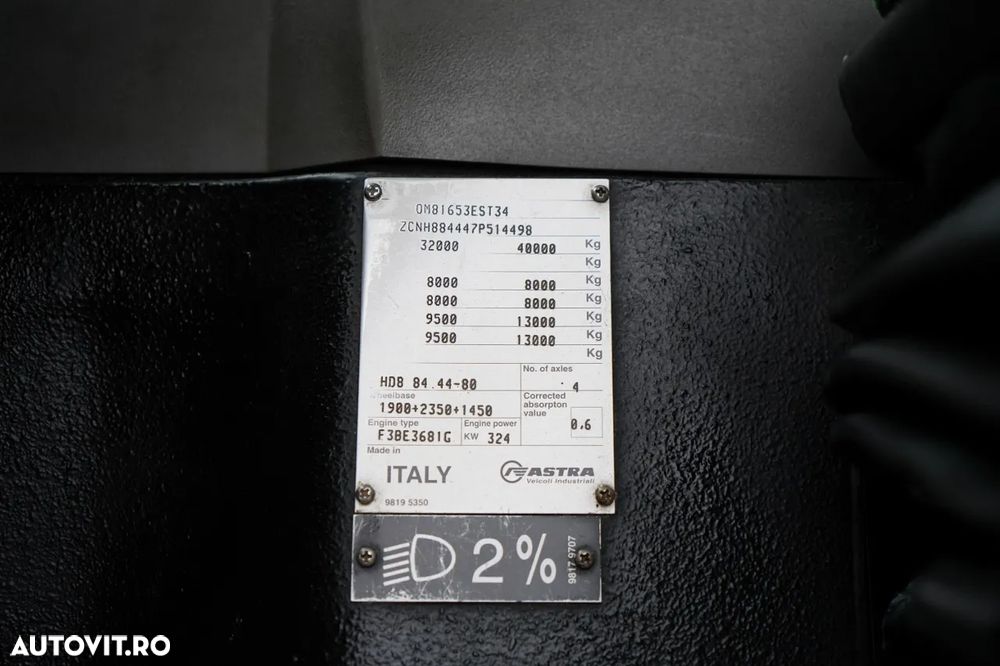 OM81653EST34
ZCNH884447P514498
32000 40000 Kg
Kg
8000 8000 Kg
8000 8000 Kg
9500 13000 Kg
9500 13000 Kg
Kg
No. of axles
HD8 84.44-80 4
Wheelbase Corrected
absorpton
1900+2350+1450 value
Engine type Engine power 0.6
F3BE3681G KW 324
Made in
ITALY ASTRA
Veicoli Industriali
9819 5350
2% 9817 9707
AUTOVIT.RO